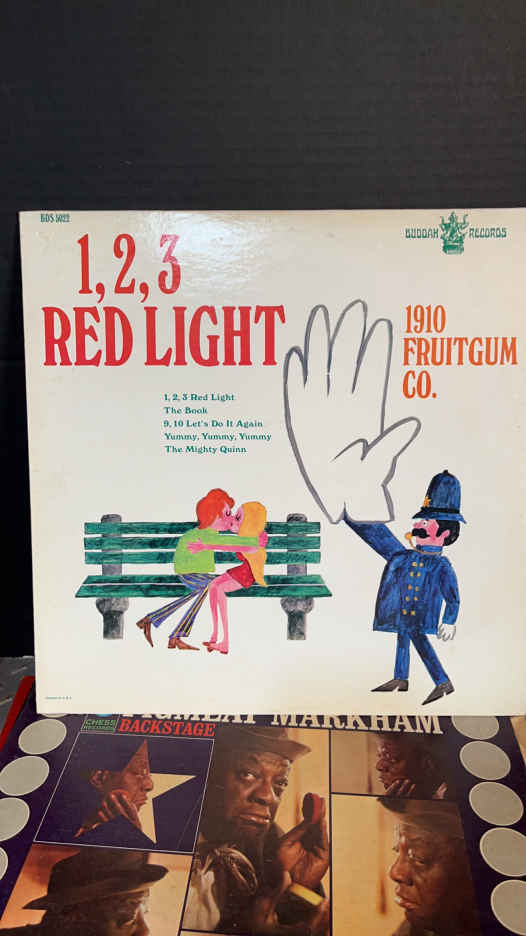 BDS 5022
BUDDAH RECORDS
1, 2, 3
RED LIGHT
1910
FRUITGUM
CO.
1, 2, 3 Red Light
The Book
9, 10 Let's Do It Again
Yummy, Yummy, Yummy
The Mighty Quinn
MARKHAM
CHESS
RECORDS
BACKSTAGE